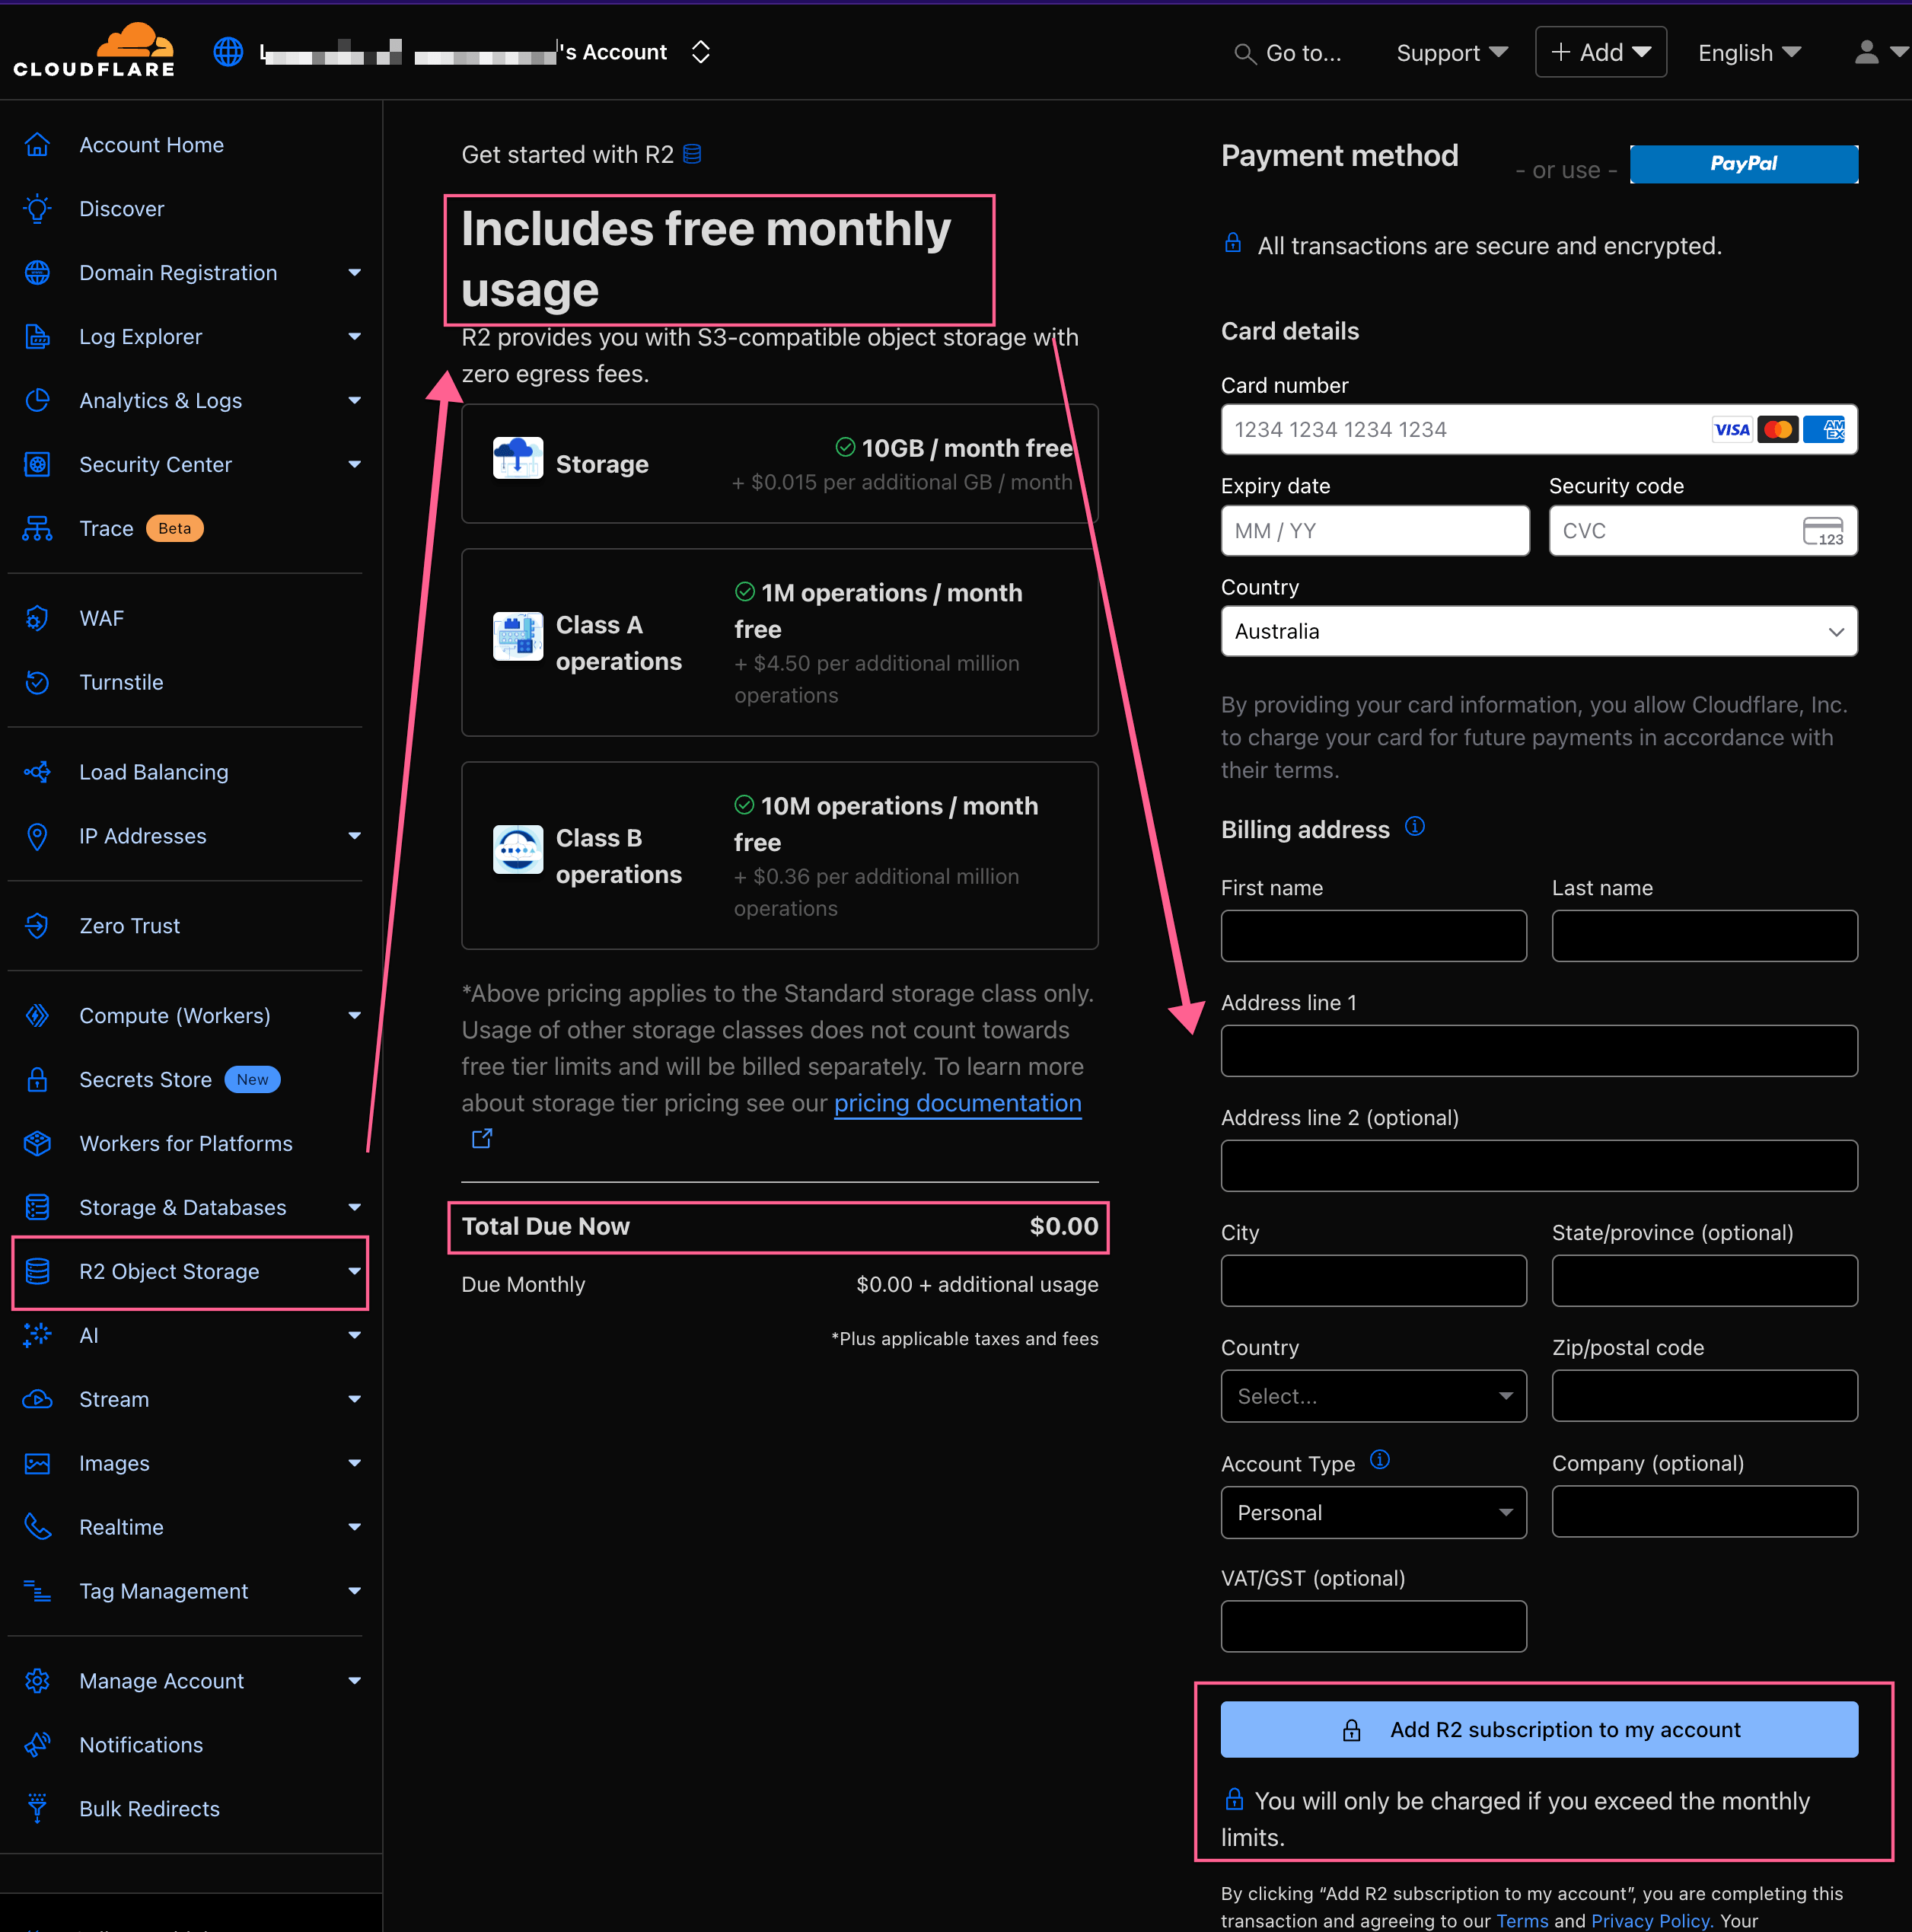 CLOUDFLARE
's Account
Go to...
Support
+ Add
English
Account Home
Discover
Domain Registration
Log Explorer
Analytics & Logs
Security Center
Trace Beta
WAF
Turnstile
Load Balancing
IP Addresses
Zero Trust
Compute (Workers)
Secrets Store New
Workers for Platforms
Storage & Databases
R2 Object Storage
AI
Stream
Images
Realtime
Tag Management
Manage Account
Notifications
Bulk Redirects
Get started with R2
Includes free monthly
usage
R2 provides you with S3-compatible object storage with
zero egress fees.
Storage
10GB / month free
+ $0.015 per additional GB / month
Class A
operations
1M operations / month
free
+ $4.50 per additional million
operations
Class B
operations
10M operations / month
free
+ $0.36 per additional million
operations
*Above pricing applies to the Standard storage class only.
Usage of other storage classes does not count towards
free tier limits and will be billed separately. To learn more
about storage tier pricing see our pricing documentation
Total Due Now $0.00
Due Monthly $0.00 + additional usage
*Plus applicable taxes and fees
Payment method
- or use -
PayPal
All transactions are secure and encrypted.
Card details
Card number
1234 1234 1234 1234
VISA
AM
EX
Expiry date
Security code
MM / YY
CVC
123
Country
Australia
By providing your card information, you allow Cloudflare, Inc.
to charge your card for future payments in accordance with
their terms.
Billing address
First name
Last name
Address line 1
Address line 2 (optional)
City
State/province (optional)
Country
Zip/postal code
Select...
Account Type
Company (optional)
Personal
VAT/GST (optional)
Add R2 subscription to my account
You will only be charged if you exceed the monthly
limits.
By clicking “Add R2 subscription to my account”, you are completing this
transaction and agreeing to our Terms and Privacy Policy. Your